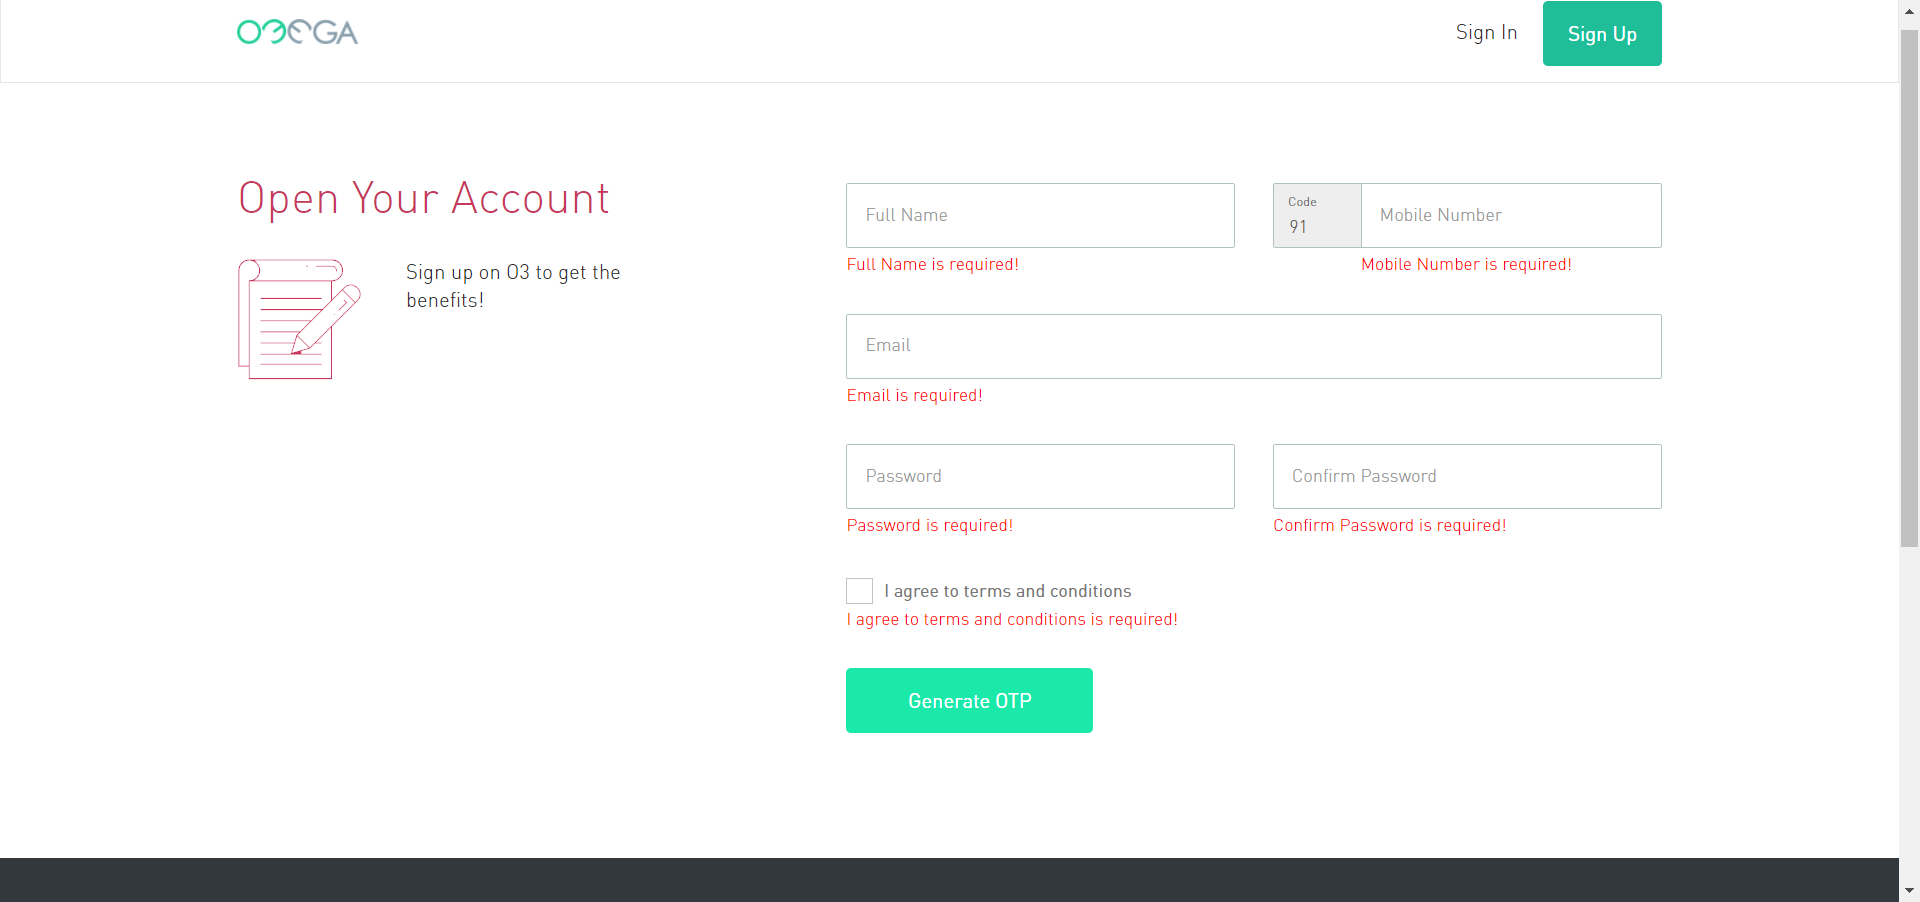 O3EGA
Sign In
Sign Up
Open Your Account
Sign up on O3 to get the
benefits!
Full Name
Full Name is required!
Code
91
Mobile Number
Mobile Number is required!
Email
Email is required!
Password
Password is required!
Confirm Password
Confirm Password is required!
I agree to terms and conditions
I agree to terms and conditions is required!
Generate OTP